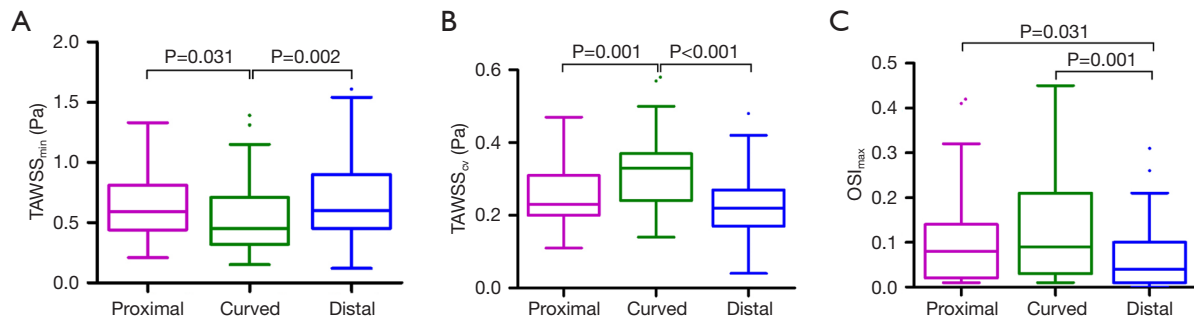 A
2.0
1.5
1.0
0.5
0.0
TAWSSmin (Pa)
P=0.031
P=0.002
Proximal Curved Distal
B
0.6
0.4
0.2
0.0
TAWSScv (Pa)
P=0.001
P<0.001
Proximal Curved Distal
C
0.5
0.4
0.3
0.2
0.1
0.0
OSImax
P=0.031
P=0.001
Proximal Curved Distal